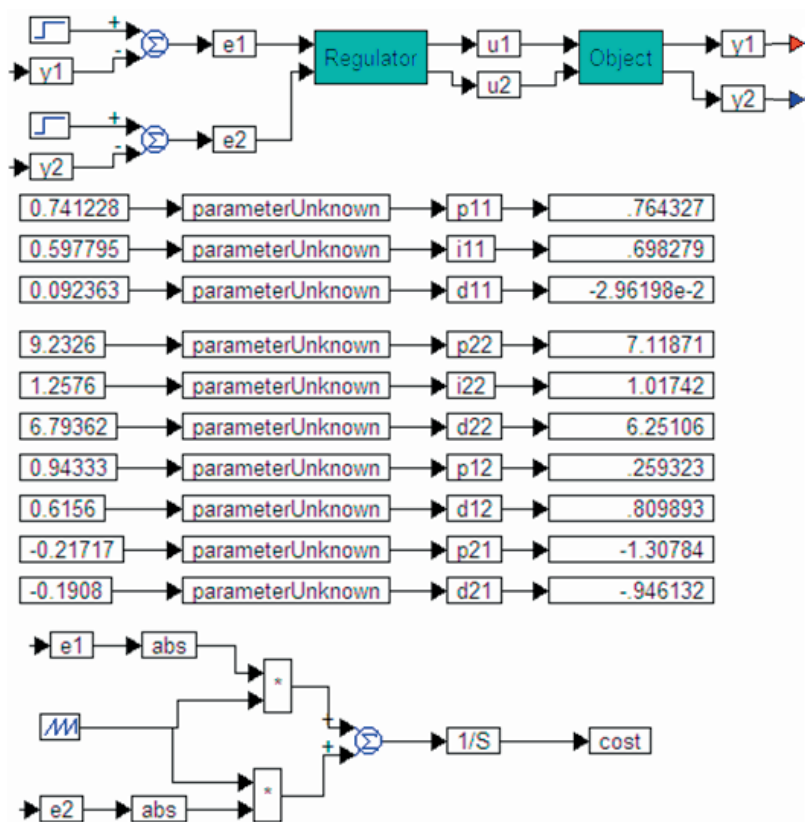 + Σ e1 Regulator u1 Object y1
- y1 u2 y2
+ Σ e2
- y2
0.741228 parameterUnknown p11 .764327
0.597795 parameterUnknown i11 .698279
0.092363 parameterUnknown d11 -2.96198e-2
9.2326 parameterUnknown p22 7.11871
1.2576 parameterUnknown i22 1.01742
6.79362 parameterUnknown d22 6.25106
0.94333 parameterUnknown p12 .259323
0.6156 parameterUnknown d12 .809893
-0.21717 parameterUnknown p21 -1.30784
-0.1908 parameterUnknown d21 -.946132
e1 abs *
+ Σ 1/S cost
+
e2 abs *